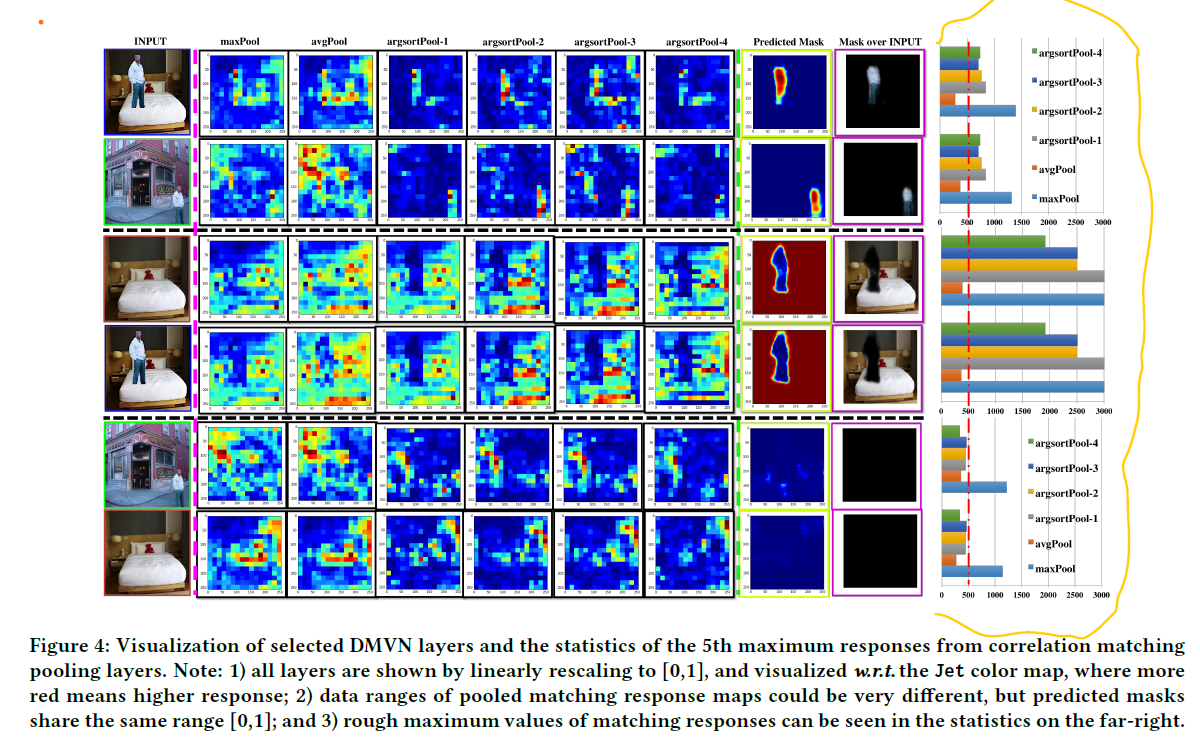 INPUT maxPool avgPool argsortPool-1 argsortPool-2 argsortPool-3 argsortPool-4 Predicted Mask Mask over INPUT
argsortPool-4
argsortPool-3
argsortPool-2
argsortPool-1
avgPool
maxPool
0 500 1000 1500 2000 2500 3000
0 500 1000 1500 2000 2500 3000
argsortPool-4
argsortPool-3
argsortPool-2
argsortPool-1
avgPool
maxPool
0 500 1000 1500 2000 2500 3000
Figure 4: Visualization of selected DMVN layers and the statistics of the 5th maximum responses from correlation matching
pooling layers. Note: 1) all layers are shown by linearly rescaling to [0,1], and visualized w.r.t. the Jet color map, where more
red means higher response; 2) data ranges of pooled matching response maps could be very different, but predicted masks
share the same range [0,1]; and 3) rough maximum values of matching responses can be seen in the statistics on the far-right.